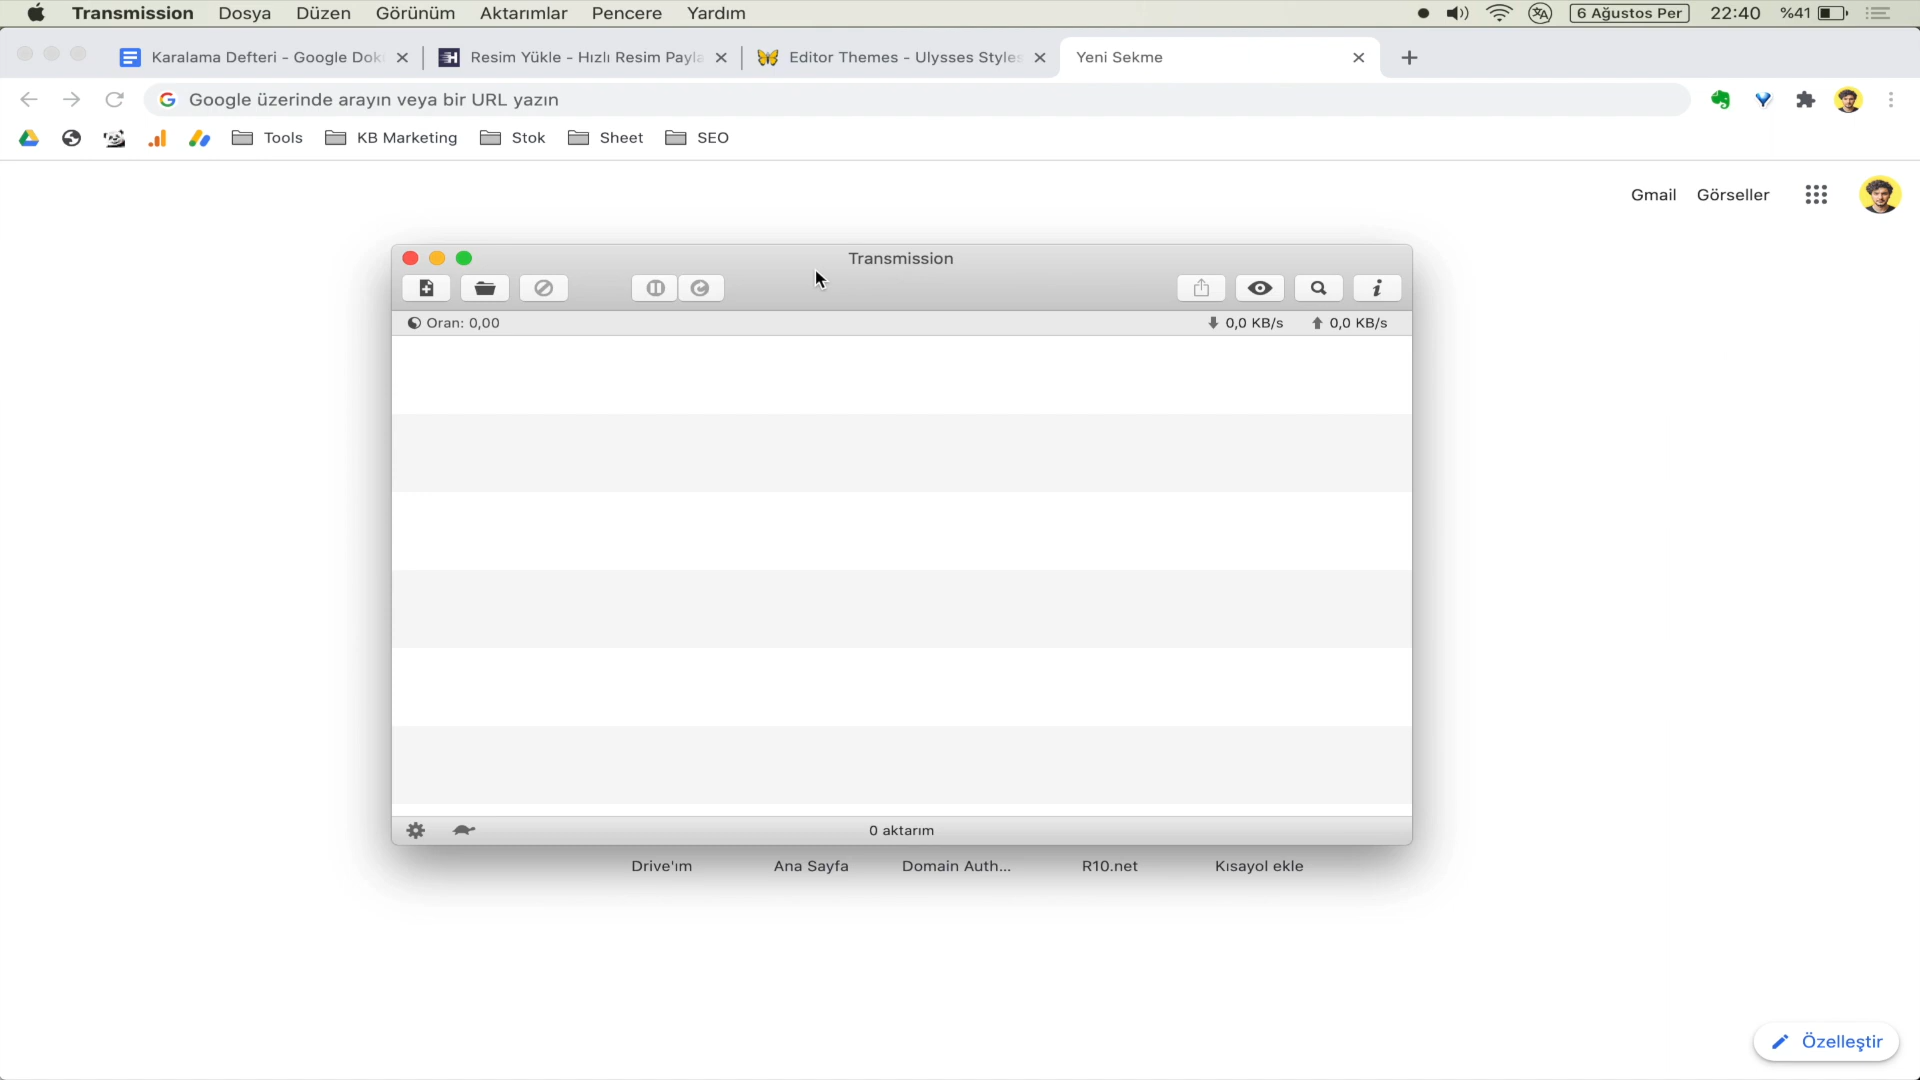 Transmission Dosya Düzen Görünüm Aktarımlar Pencere Yardım 6 Ağustos Per 22:40 %41
Karalama Defteri - Google Dok Resim Yükle - Hızlı Resim Payla Editor Themes - Ulysses Styles Yeni Sekme
Google üzerinde arayın veya bir URL yazın
Tools KB Marketing Stok Sheet SEO
Gmail Görseller
Transmission
Oran: 0,00 0,0 KB/s 0,0 KB/s
0 aktarım
Drive'ım Ana Sayfa Domain Auth... R10.net Kısayol ekle
Özelleştir